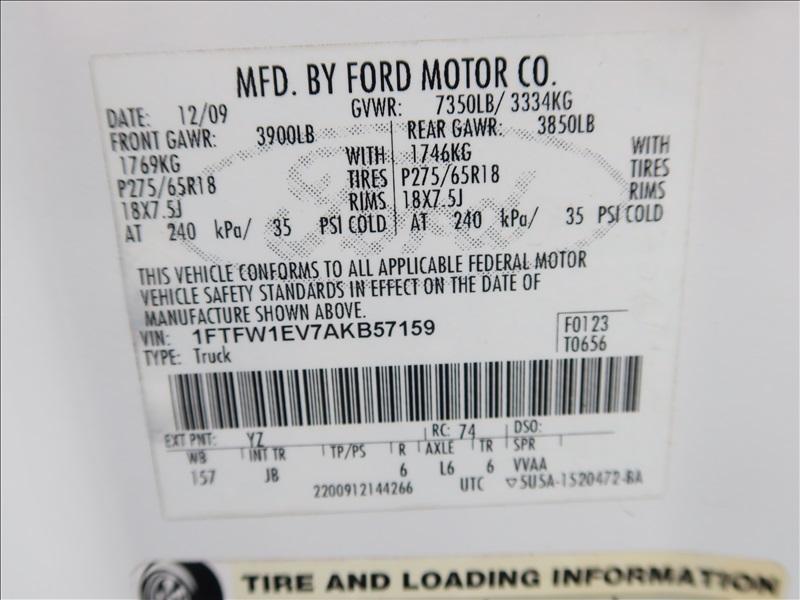 MFD. BY FORD MOTOR CO.
DATE: 12/09 GVWR: 7350LB/ 3334KG
FRONT GAWR: 3900LB REAR GAWR: 3850LB
1769KG WITH 1746KG WITH
P275/65R18 TIRES P275/65R18 TIRES
18X7.5J RIMS 18X7.5J RIMS
AT 240 kPa/ 35 PSI COLD AT 240 kPa/ 35 PSI COLD
Ford
THIS VEHICLE CONFORMS TO ALL APPLICABLE FEDERAL MOTOR
VEHICLE SAFETY STANDARDS IN EFFECT ON THE DATE OF
MANUFACTURE SHOWN ABOVE.
VIN: 1FTFW1EV7AKB57159 F0123
TYPE: Truck T0656
EXT PNT: YZ RC: 74 DSO:
WB INT TR TP/PS R AXLE TR SPR
157 JB 6 L6 6 VVAA
2200912144266 UTC ▽5U5A-1520472-BA
TIRE AND LOADING INFORMATION